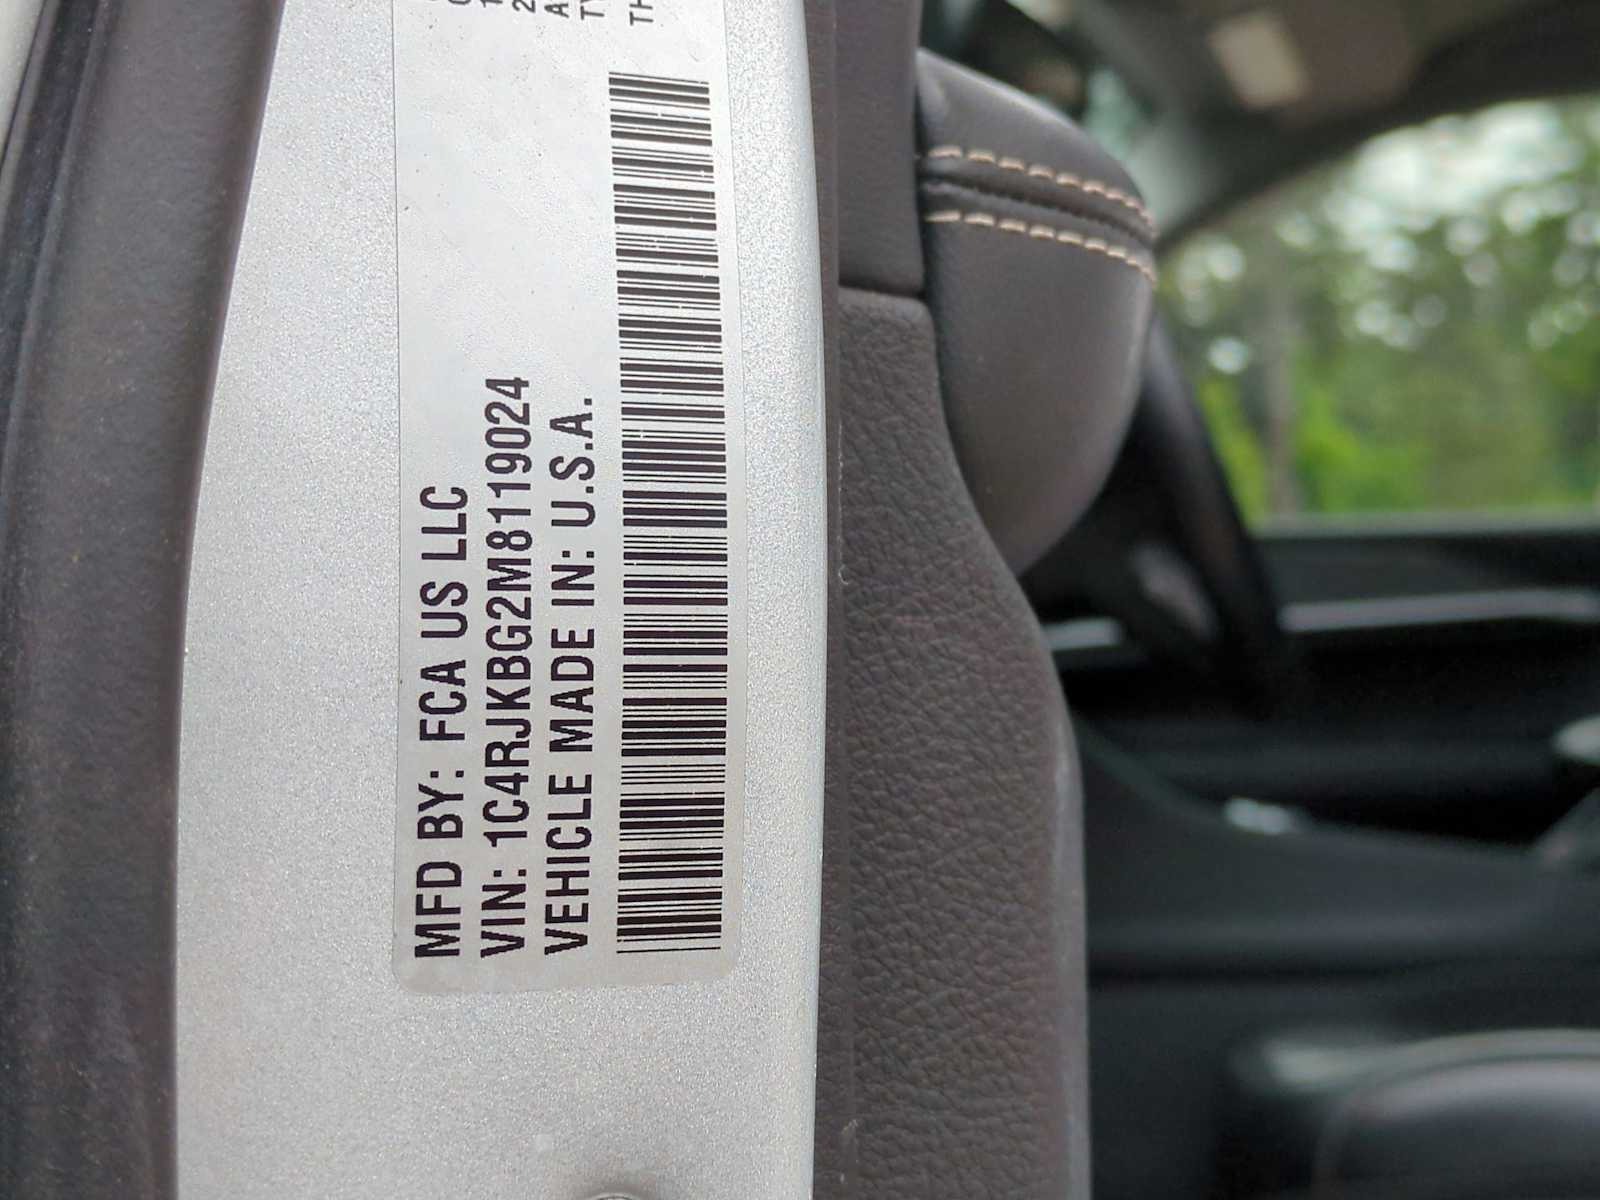 MFD BY: FCA US LLC
VIN: 1C4RJKBG2M8119024
VEHICLE MADE IN: U.S.A.